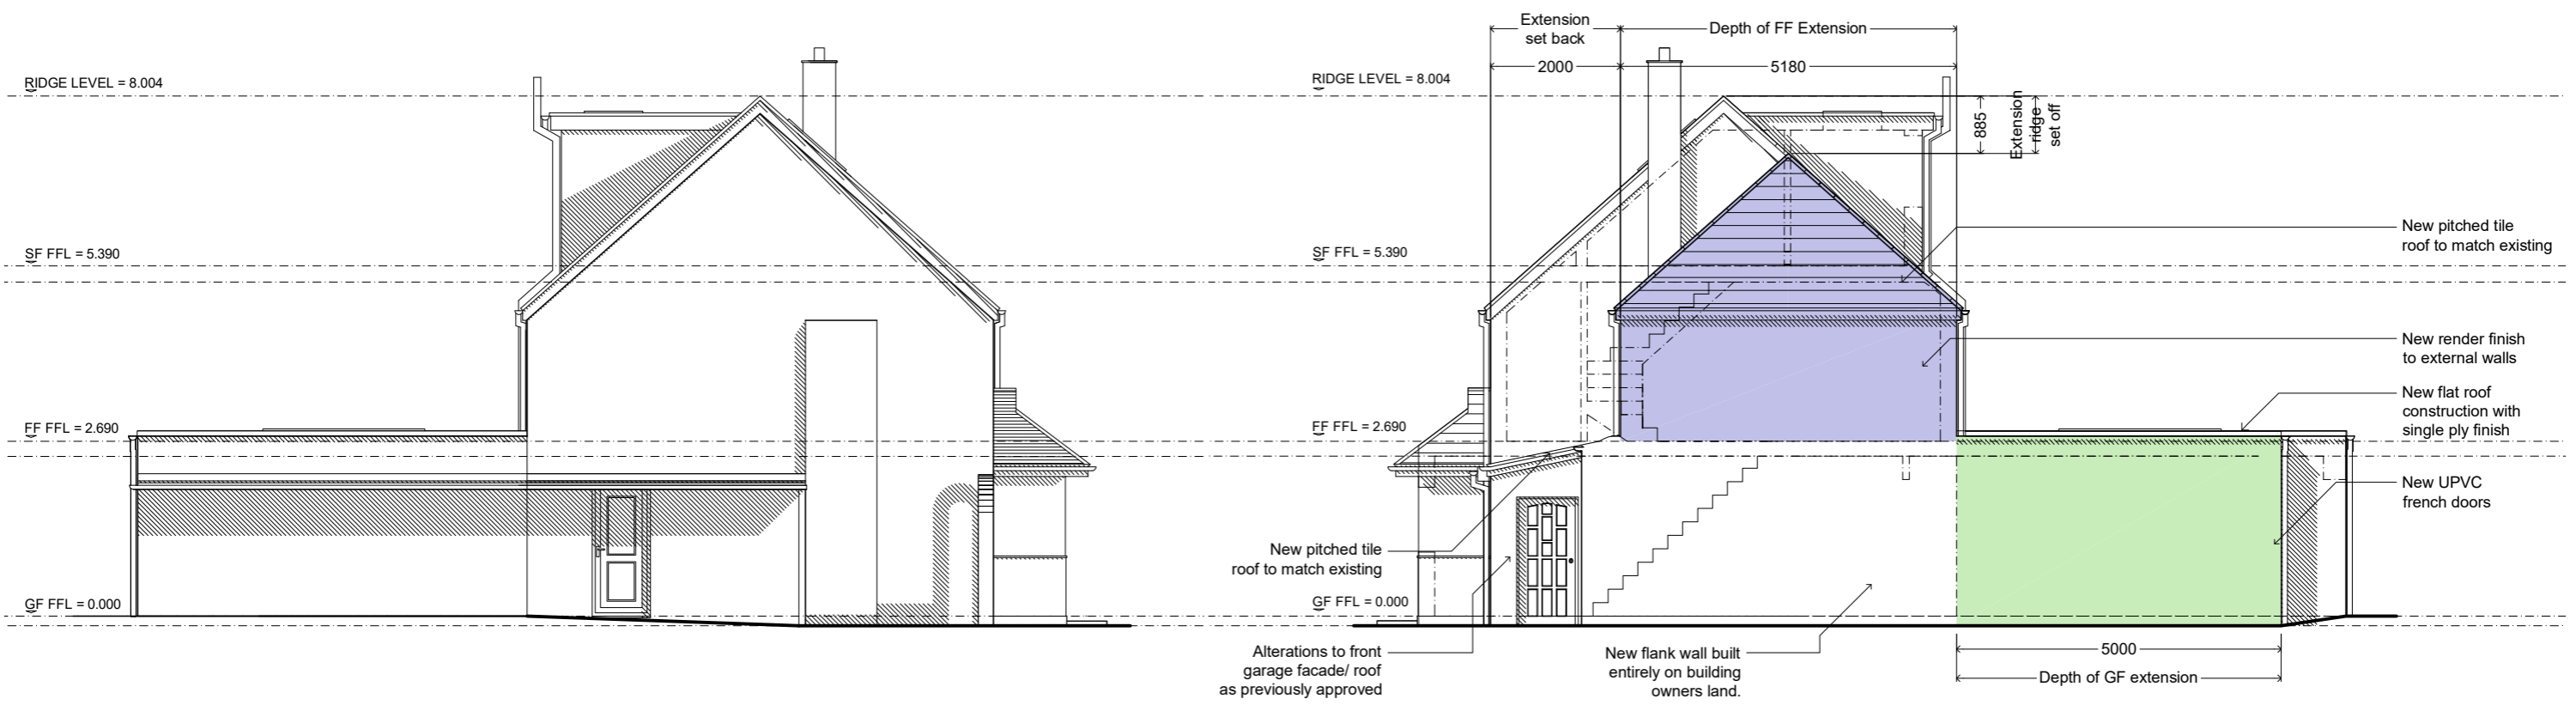 RIDGE LEVEL = 8.004
SF FFL = 5.390
FF FFL = 2.690
GF FFL = 0.000
Extension
set back
Depth of FF Extension
2000
5180
RIDGE LEVEL = 8.004
885
Extension
ridge
set off
SF FFL = 5.390
New pitched tile
roof to match existing
New render finish
to external walls
New flat roof
construction with
single ply finish
FF FFL = 2.690
New UPVC
french doors
New pitched tile
roof to match existing
GF FFL = 0.000
Alterations to front
garage facade/ roof
as previously approved
New flank wall built
entirely on building
owners land.
5000
Depth of GF extension